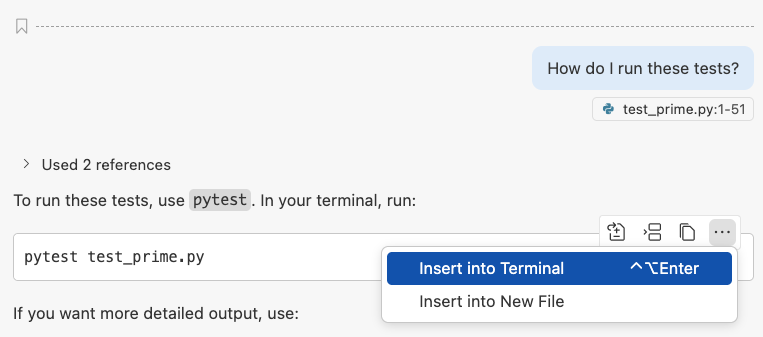 How do I run these tests?
test_prime.py:1-51
Used 2 references
To run these tests, use pytest. In your terminal, run:
pytest test_prime.py
Insert into Terminal ⌃⌥Enter
Insert into New File
If you want more detailed output, use: